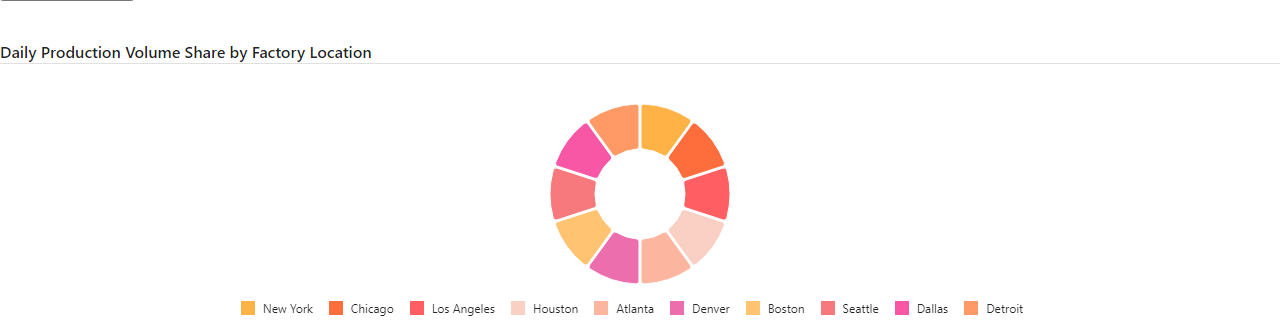 Daily Production Volume Share by Factory Location
New York Chicago Los Angeles Houston Atlanta Denver Boston Seattle Dallas Detroit